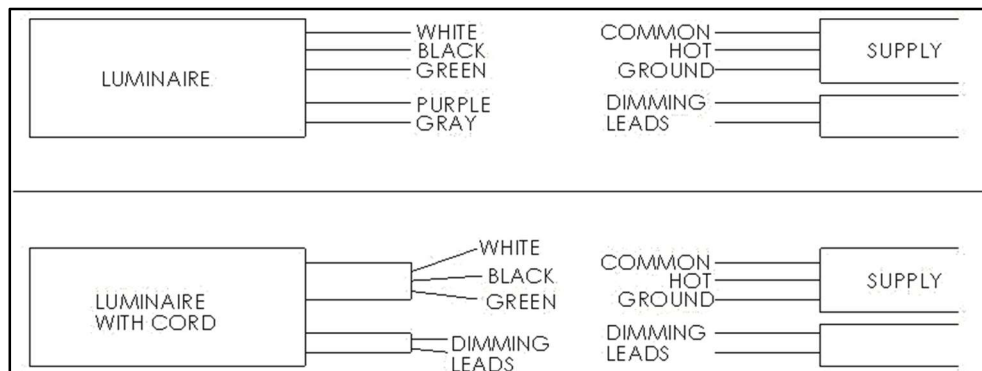 LUMINAIRE
WHITE
BLACK
GREEN
PURPLE
GRAY
COMMON
HOT
GROUND
DIMMING
LEADS
SUPPLY
LUMINAIRE
WITH CORD
WHITE
BLACK
GREEN
DIMMING
LEADS
COMMON
HOT
GROUND
DIMMING
LEADS
SUPPLY